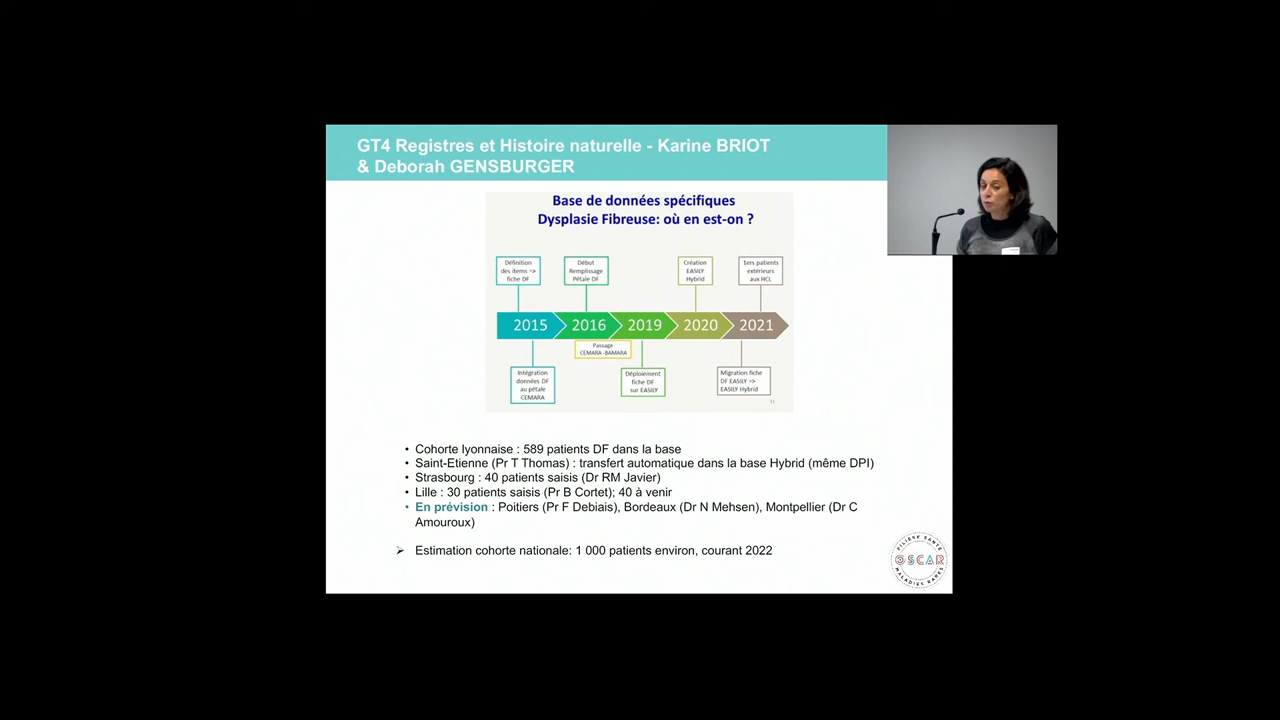 GT4 Registres et Histoire naturelle - Karine BRIOT
& Deborah GENSBURGER
Base de données spécifiques
Dysplasie Fibreuse: où en est-on ?
Définition
des items =>
fiche DF
Début
Remplissage
Pétale DF
Création
EASILY
Hybrid
1ers patients
extérieurs
aux HCL
2015
2016
2019
2020
2021
Passage
CEMARA -BAMARA
Intégration
données DF
au pétale
CEMARA
Déploiement
fiche DF
sur EASILY
Migration fiche
DF EASILY =>
EASILY Hybrid
11
• Cohorte lyonnaise : 589 patients DF dans la base
• Saint-Etienne (Pr T Thomas) : transfert automatique dans la base Hybrid (même DPI)
• Strasbourg : 40 patients saisis (Dr RM Javier)
• Lille : 30 patients saisis (Pr B Cortet); 40 à venir
• En prévision : Poitiers (Pr F Debiais), Bordeaux (Dr N Mehsen), Montpellier (Dr C
Amouroux)
➢ Estimation cohorte nationale: 1 000 patients environ, courant 2022
FILIÈRE SANTÉ
OSCAR
MALADIES RARES